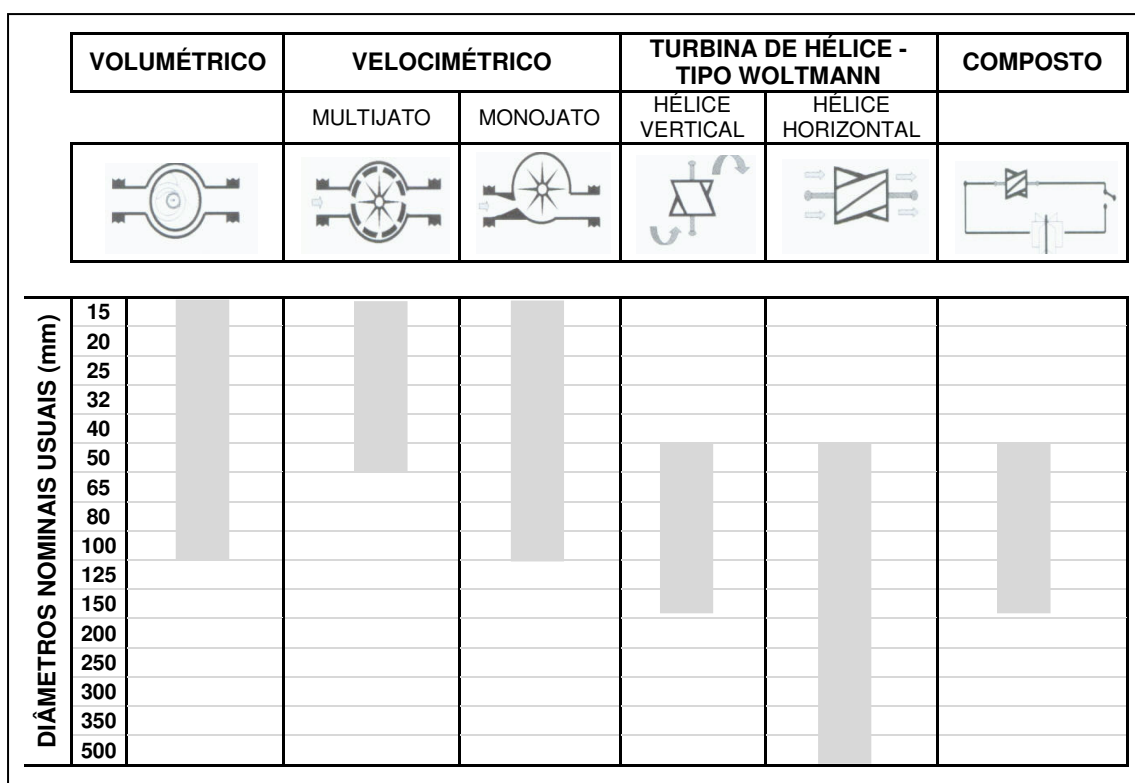 VOLUMÉTRICO
VELOCIMÉTRICO
TURBINA DE HÉLICE -
TIPO WOLTMANN
COMPOSTO
MULTIJATO
MONOJATO
HÉLICE
VERTICAL
HÉLICE
HORIZONTAL
DIÂMETROS NOMINAIS USUAIS (mm)
15
20
25
32
40
50
65
80
100
125
150
200
250
300
350
500